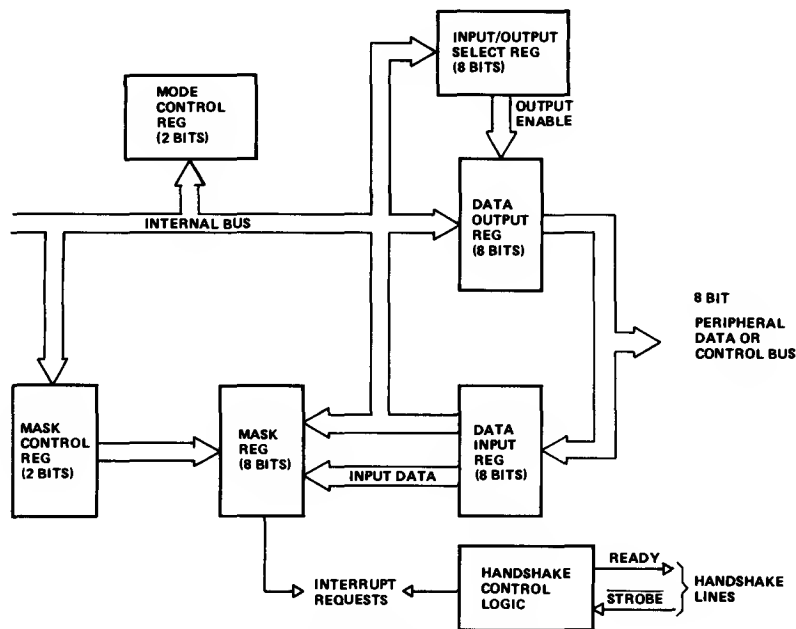 INPUT/OUTPUT
SELECT REG
(8 BITS)
MODE
CONTROL
REG
(2 BITS)
OUTPUT
ENABLE
INTERNAL BUS
DATA
OUTPUT
REG
(8 BITS)
8 BIT
PERIPHERAL
DATA OR
CONTROL BUS
MASK
CONTROL
REG
(2 BITS)
MASK
REG
(8 BITS)
INPUT DATA
DATA
INPUT
REG
(8 BITS)
INTERRUPT
REQUESTS
HANDSHAKE
CONTROL
LOGIC
READY
STROBE
HANDSHAKE
LINES